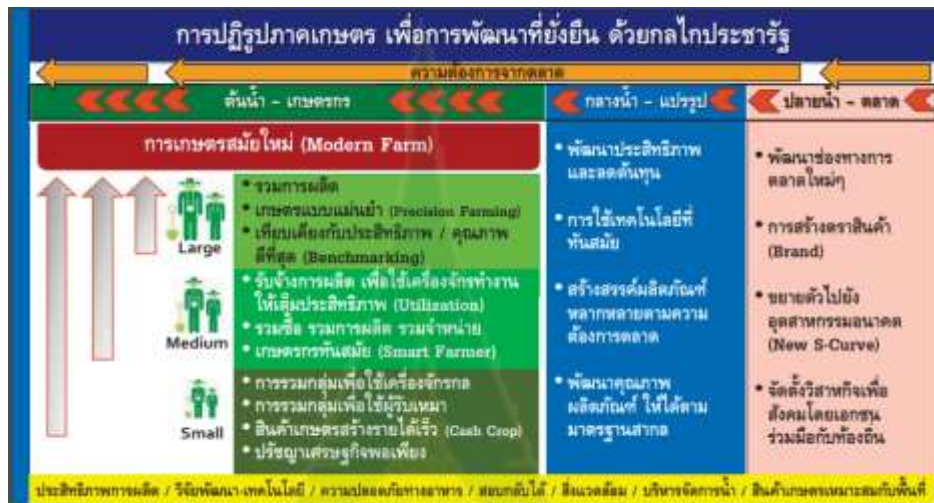 การปฏิรูปภาคเกษตร เพื่อการพัฒนาที่ยั่งยืน ด้วยกลไกประชารัฐ
ความต้องการจากตลาด
ต้นน้ำ - เกษตรกร
กลางน้ำ - แปรรูป
ปลายน้ำ - ตลาด
การเกษตรสมัยใหม่ (Modern Farm)
Large
• รวมการผลิต
• เกษตรแบบแม่นยำ (Precision Farming)
• เทียบเคียงกับประสิทธิภาพ / คุณภาพ
ดีที่สุด (Benchmarking)
Medium
• รับจ้างการผลิต เพื่อใช้เครื่องจักรทำงาน
ให้เต็มประสิทธิภาพ (Utilization)
• รวมซื้อ รวมการผลิต รวมจำหน่าย
• เกษตรกรทันสมัย (Smart Farmer)
Small
• การรวมกลุ่มเพื่อใช้เครื่องจักรกล
• การรวมกลุ่มเพื่อใช้ผู้รับเหมา
• สินค้าเกษตรสร้างรายได้เร็ว (Cash Crop)
• ปรัชญาเศรษฐกิจพอเพียง
• พัฒนาประสิทธิภาพ
และลดต้นทุน
• การใช้เทคโนโลยีที่
ทันสมัย
• สร้างสรรค์ผลิตภัณฑ์
หลากหลายตามความ
ต้องการตลาด
• พัฒนาคุณภาพ
ผลิตภัณฑ์ ให้ได้ตาม
มาตรฐานสากล
• พัฒนาช่องทางการ
ตลาดใหม่ๆ
• การสร้างตราสินค้า
(Brand)
• ขยายตัวไปยัง
อุตสาหกรรมอนาคต
(New S-Curve)
• จัดตั้งวิสาหกิจเพื่อ
สังคมโดยเอกชน
ร่วมมือกับท้องถิ่น
ประสิทธิภาพการผลิต / วิจัยพัฒนา-เทคโนโลยี / ความปลอดภัยทางอาหาร / สอบกลับได้ / สิ่งแวดล้อม / บริหารจัดการน้ำ / สินค้าเกษตรเหมาะสมกับพื้นที่